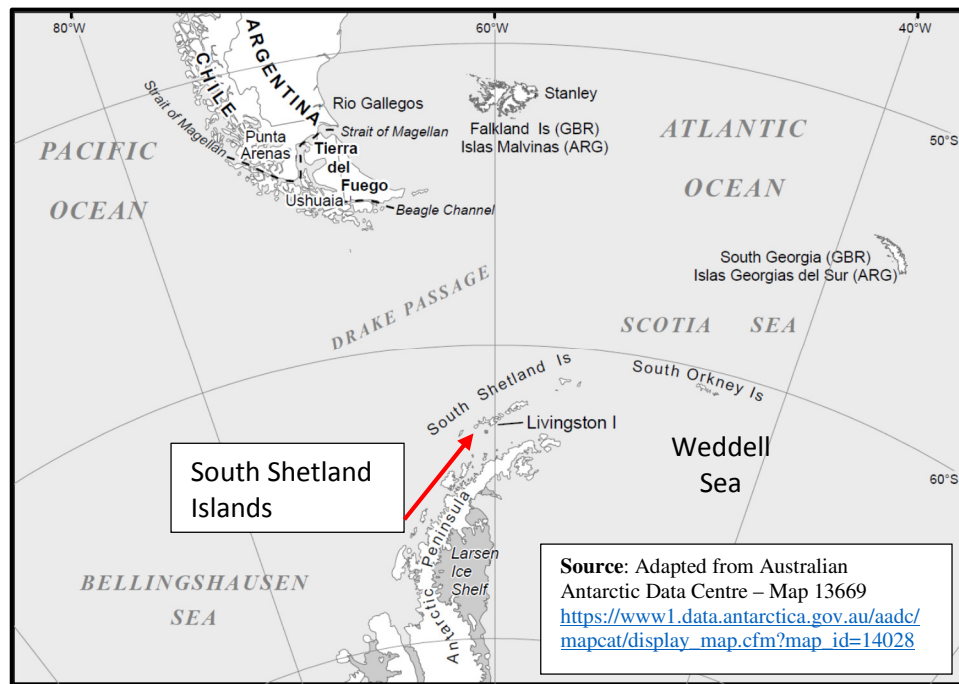 80°W
60°W
40°W
ARGENTINA
CHILE
Strait of Magellan
Rio Gallegos
Strait of Magellan
Punta
Arenas
Tierra
del
Fuego
Ushuaia
Beagle Channel
Stanley
Falkland Is (GBR)
Islas Malvinas (ARG)
ATLANTIC
OCEAN
50°S
PACIFIC
OCEAN
South Georgia (GBR)
Islas Georgias del Sur (ARG)
DRAKE PASSAGE
SCOTIA SEA
South Shetland Is
South Orkney Is
Livingston I
South Shetland
Islands
Weddell
Sea
60°S
Antarctic Peninsula
Larsen
Ice
Shelf
BELLINGSHAUSEN
SEA
Source: Adapted from Australian
Antarctic Data Centre – Map 13669
https://www1.data.antarctica.gov.au/aadc/
mapcat/display_map.cfm?map_id=14028